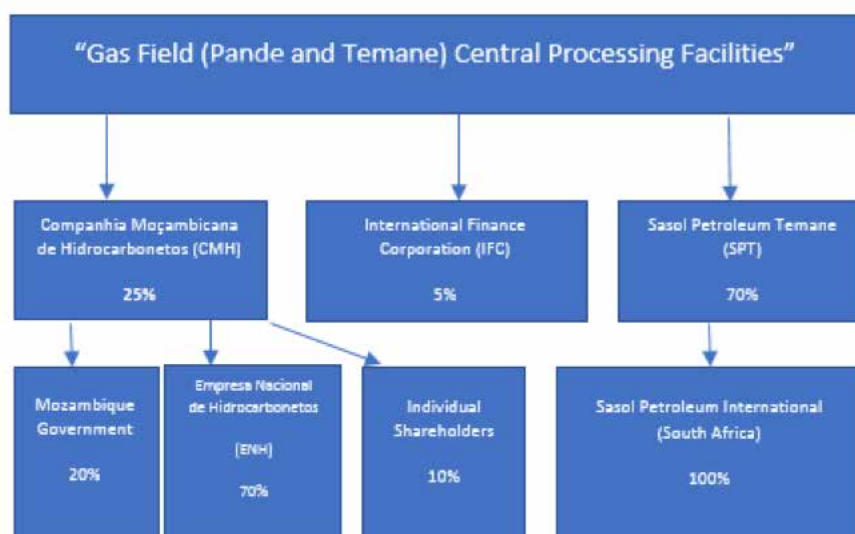 “Gas Field (Pande and Temane) Central Processing Facilities”
Companhia Moçambicana
de Hidrocarbonetos (CMH)
25%
International Finance
Corporation (IFC)
5%
Sasol Petroleum Temane
(SPT)
70%
Mozambique
Government
20%
Empresa Nacional
de Hidrocarbonetos
(ENH)
70%
Individual
Shareholders
10%
Sasol Petroleum International
(South Africa)
100%